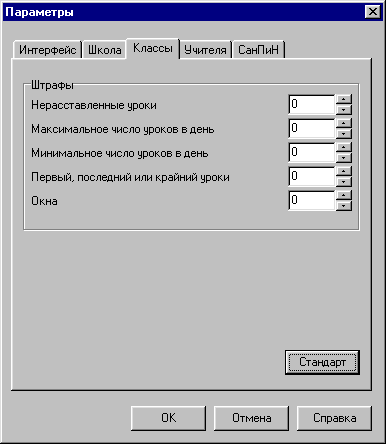 Параметры
Интерфейс Школа Классы Учителя СанПиН
Штрафы
Нерасставленные уроки 0
Максимальное число уроков в день 0
Минимальное число уроков в день 0
Первый, последний или крайний уроки 0
Окна 0
Стандарт
OK Отмена Справка